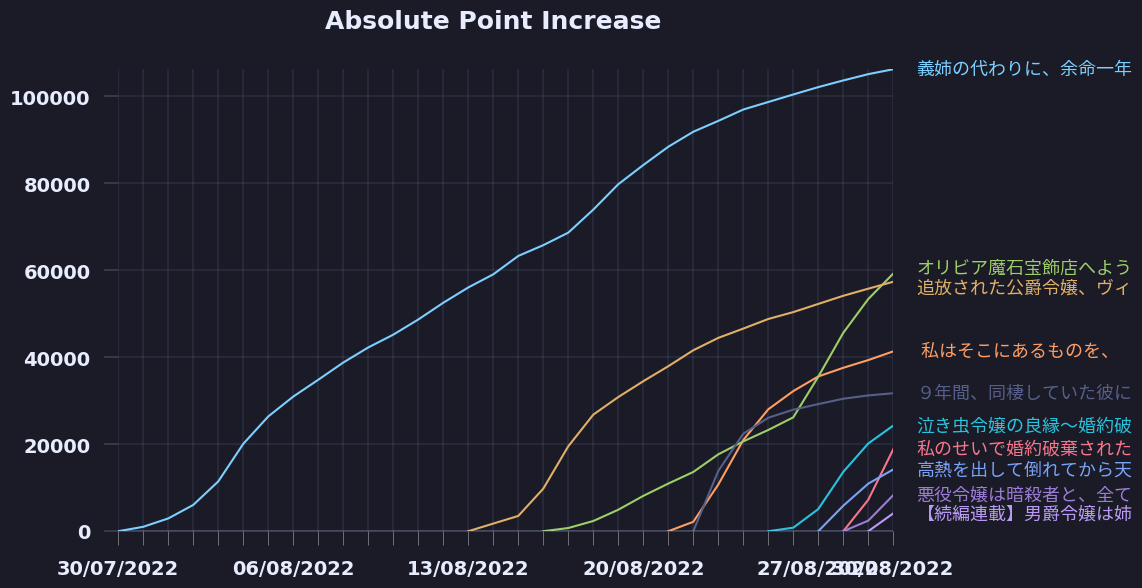 Absolute Point Increase
100000
80000
60000
40000
20000
0
30/07/2022
06/08/2022
13/08/2022
20/08/2022
27/08/2022
30/08/2022
義姉の代わりに、余命一年
オリビア魔石宝飾店へよう
追放された公爵令嬢、ヴィ
私はそこにあるものを、
９年間、同棲していた彼に
泣き虫令嬢の良縁～婚約破
私のせいで婚約破棄された
高熱を出して倒れてから天
悪役令嬢は暗殺者と、全て
【続編連載】男爵令嬢は姉